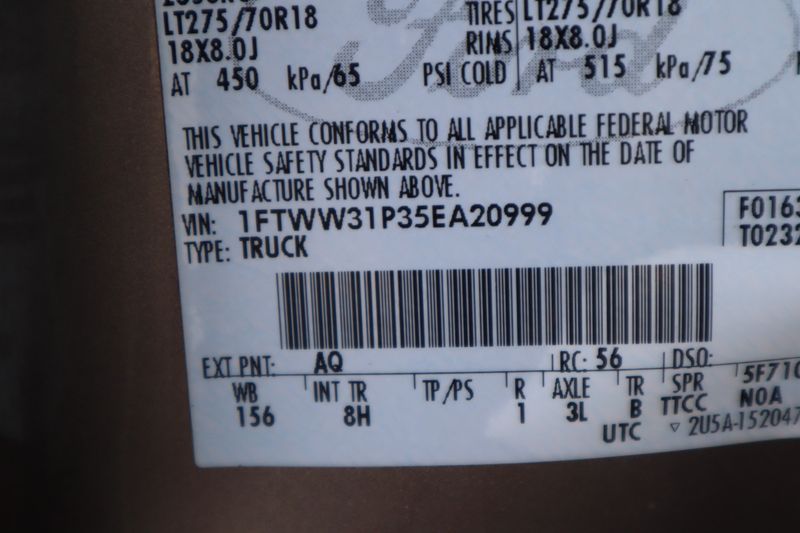 LT275/70R18 TIRES LT275/70R18
18X8.0J RIMS 18X8.0J
AT 450 kPa/65 PSI COLD AT 515 kPa/75
Ford
THIS VEHICLE CONFORMS TO ALL APPLICABLE FEDERAL MOTOR
VEHICLE SAFETY STANDARDS IN EFFECT ON THE DATE OF
MANUFACTURE SHOWN ABOVE.
VIN: 1FTWW31P35EA20999 F0163
TYPE: TRUCK T0232
EXT PNT: AQ RC: 56 DSO:
WB INT TR TP/PS R AXLE TR SPR 5F710
156 8H 1 3L B TTCC N0A
UTC ▽ 2U5A-152047